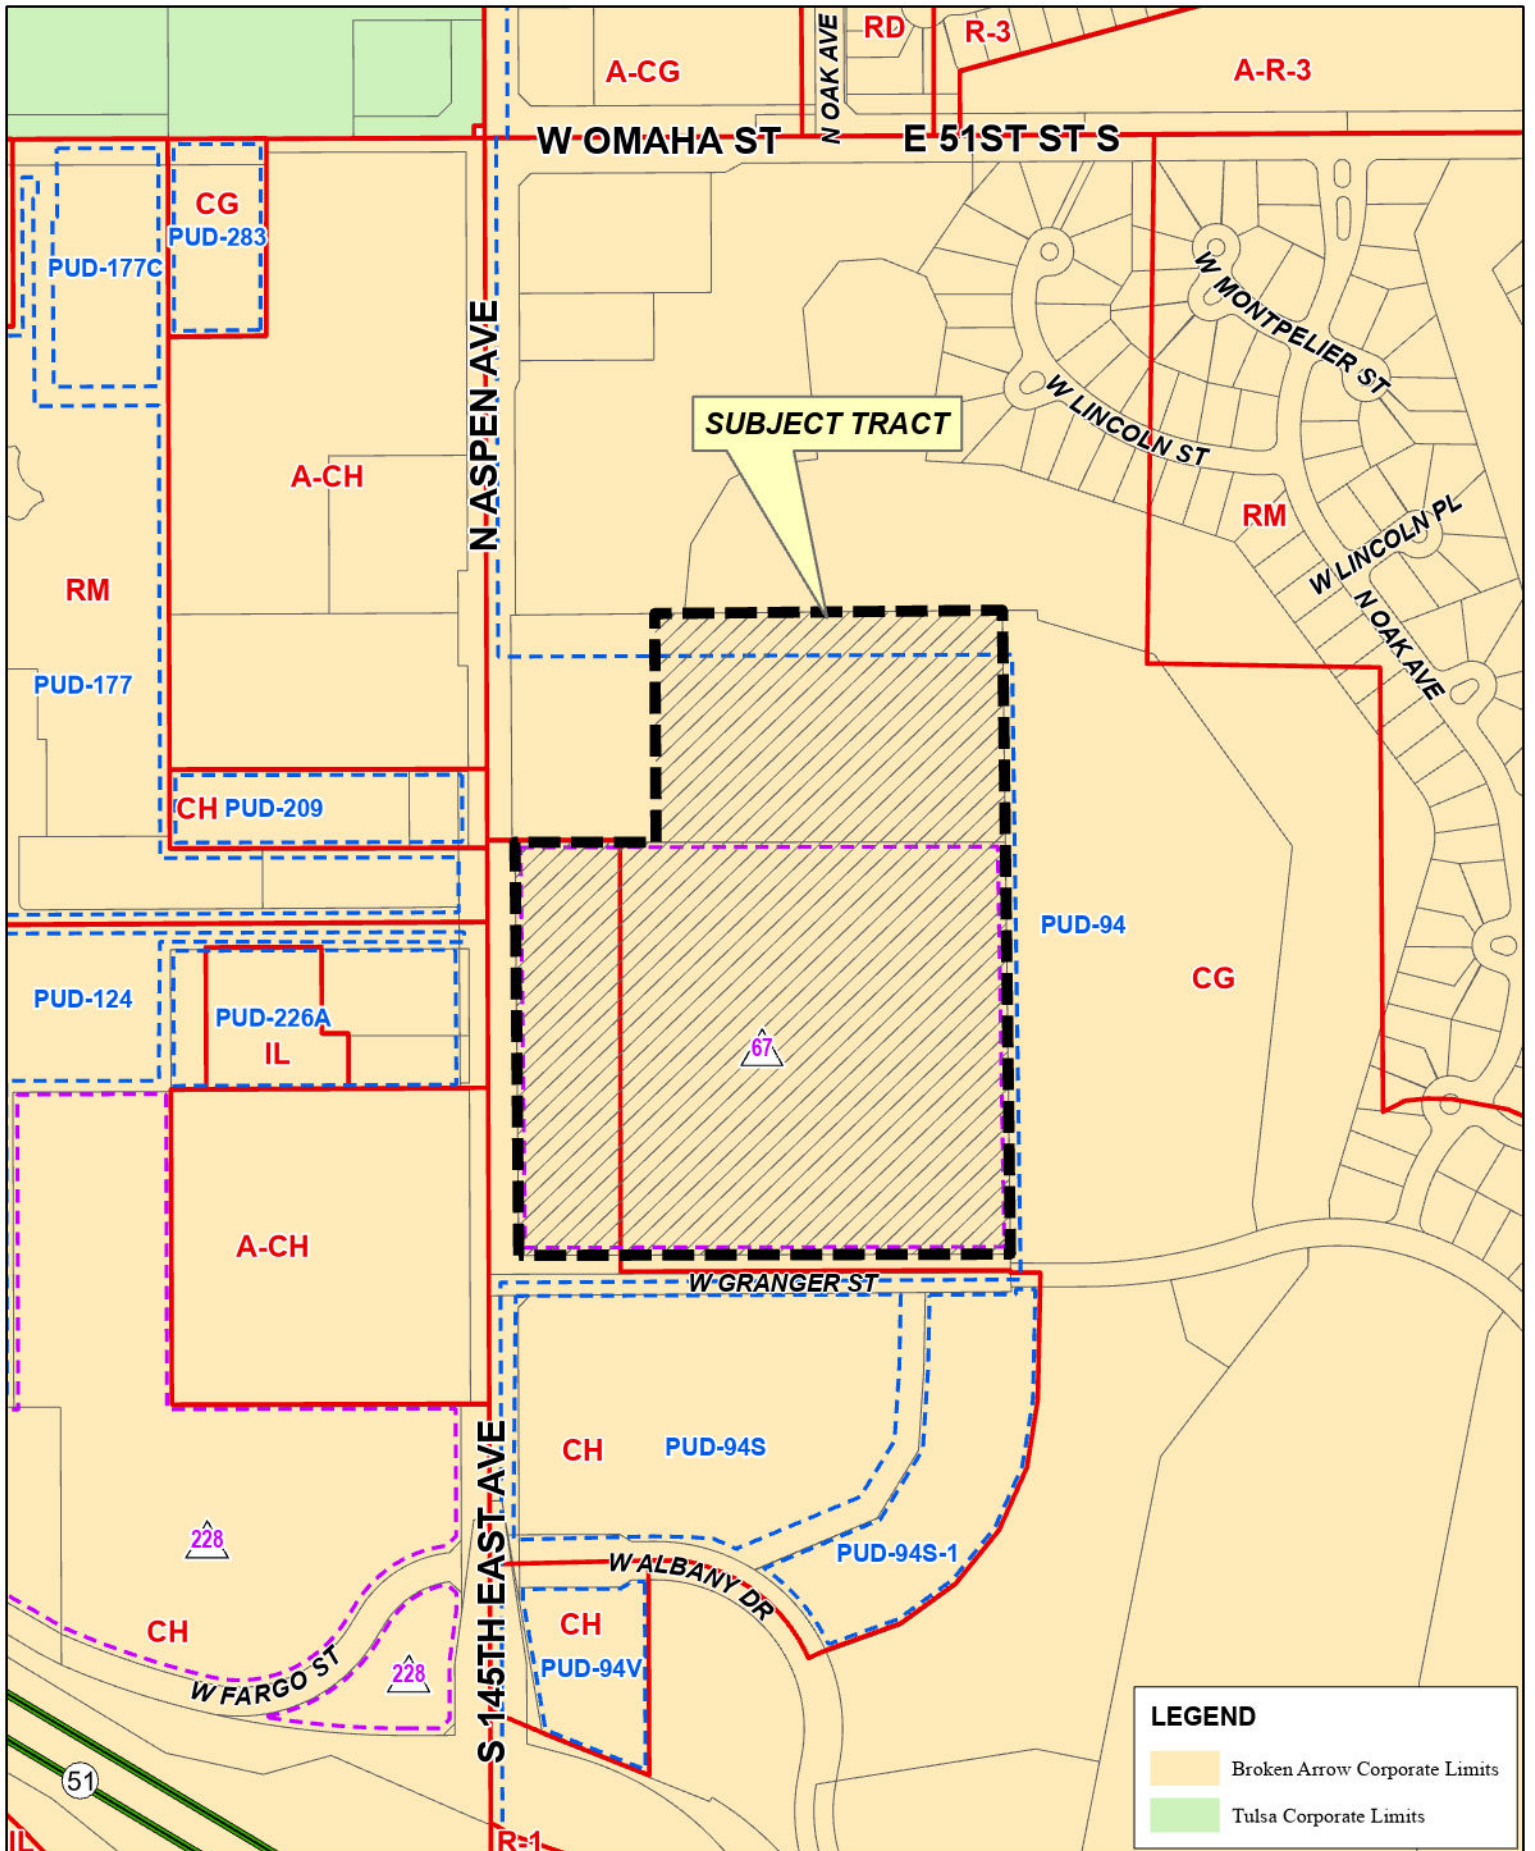 RD
R-3
A-CG
N OAK AVE
A-R-3
W OMAHA ST
E 51ST ST S
CG
PUD-283
PUD-177C
W MONTPELIER ST
N ASPEN AVE
W LINCOLN ST
SUBJECT TRACT
A-CH
RM
W LINCOLN PL
RM
N OAK AVE
PUD-177
CH
PUD-209
PUD-94
CG
PUD-124
PUD-226A
IL
67
A-CH
W GRANGER ST
CH
PUD-94S
S 145TH EAST AVE
228
PUD-94S-1
W ALBANY DR
CH
CH
PUD-94V
W FARGO ST
228
51
IL
R-1
LEGEND
Broken Arrow Corporate Limits
Tulsa Corporate Limits